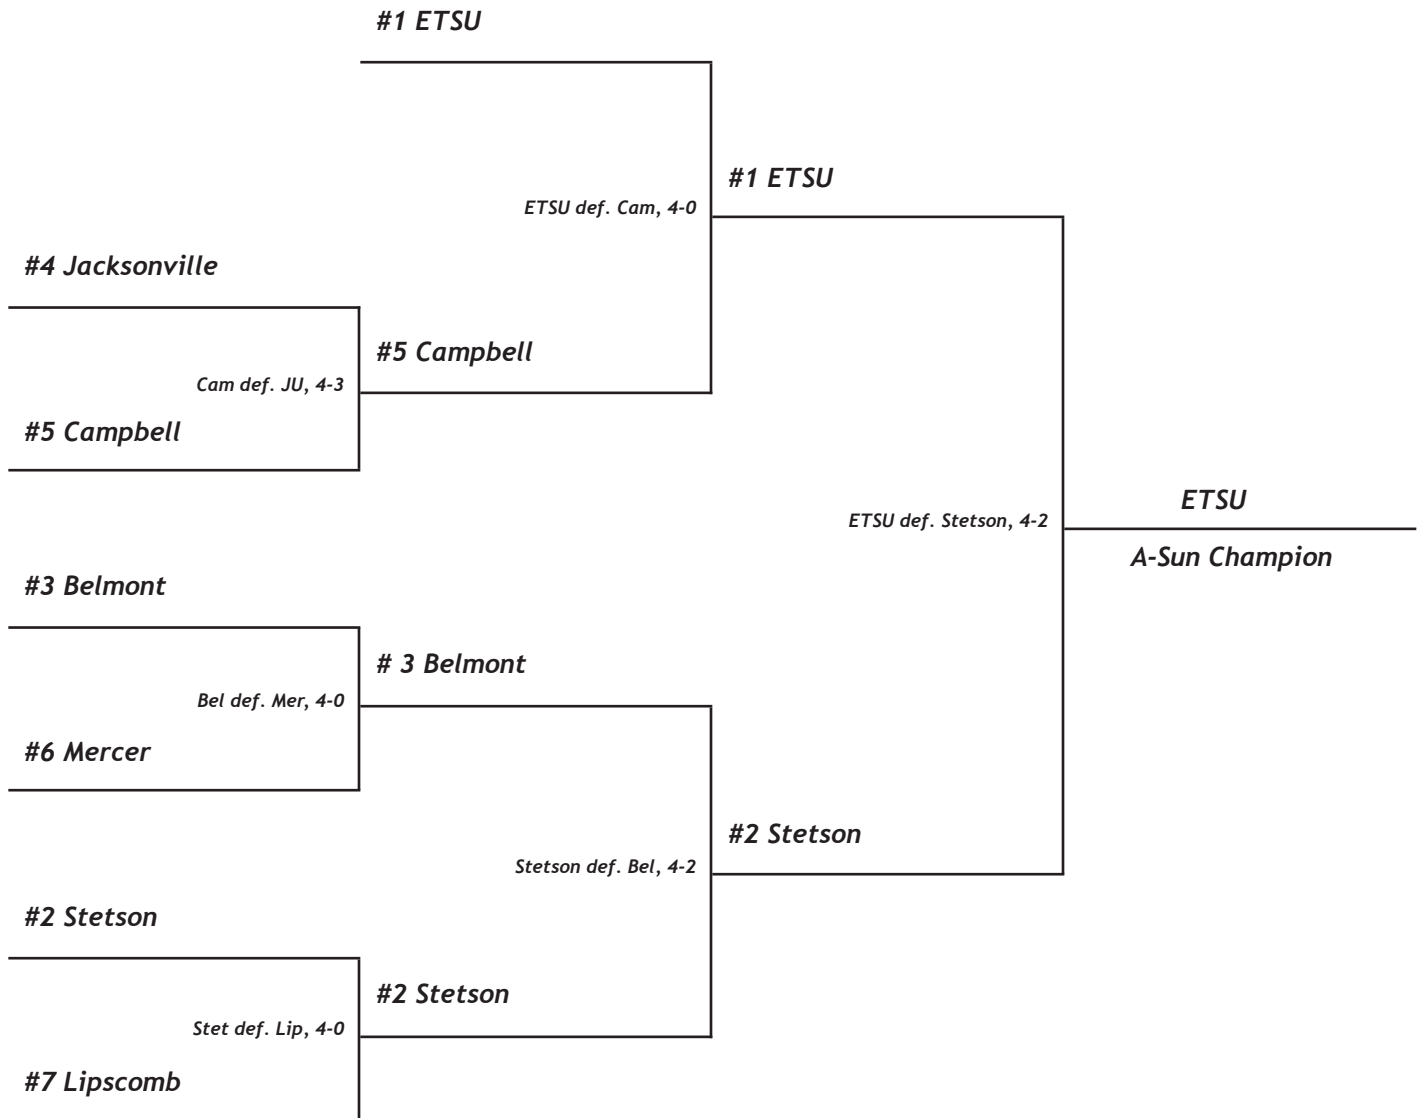 #1 ETSU
#1 ETSU
ETSU def. Cam, 4-0
#4 Jacksonville
#5 Campbell
Cam def. JU, 4-3
#5 Campbell
ETSU
ETSU def. Stetson, 4-2
A-Sun Champion
#3 Belmont
# 3 Belmont
Bel def. Mer, 4-0
#6 Mercer
#2 Stetson
Stetson def. Bel, 4-2
#2 Stetson
#2 Stetson
Stet def. Lip, 4-0
#7 Lipscomb